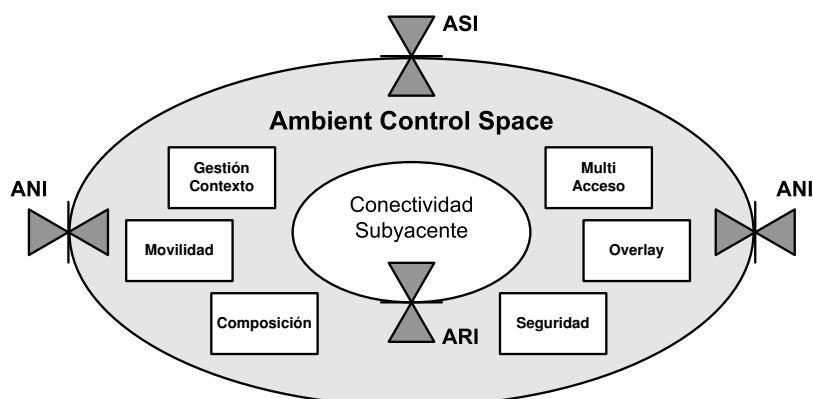 ASI
Ambient Control Space
Gestión
Contexto
Multi
Acceso
ANI
ANI
Conectividad
Subyacente
Movilidad
Overlay
Composición
Seguridad
ARI